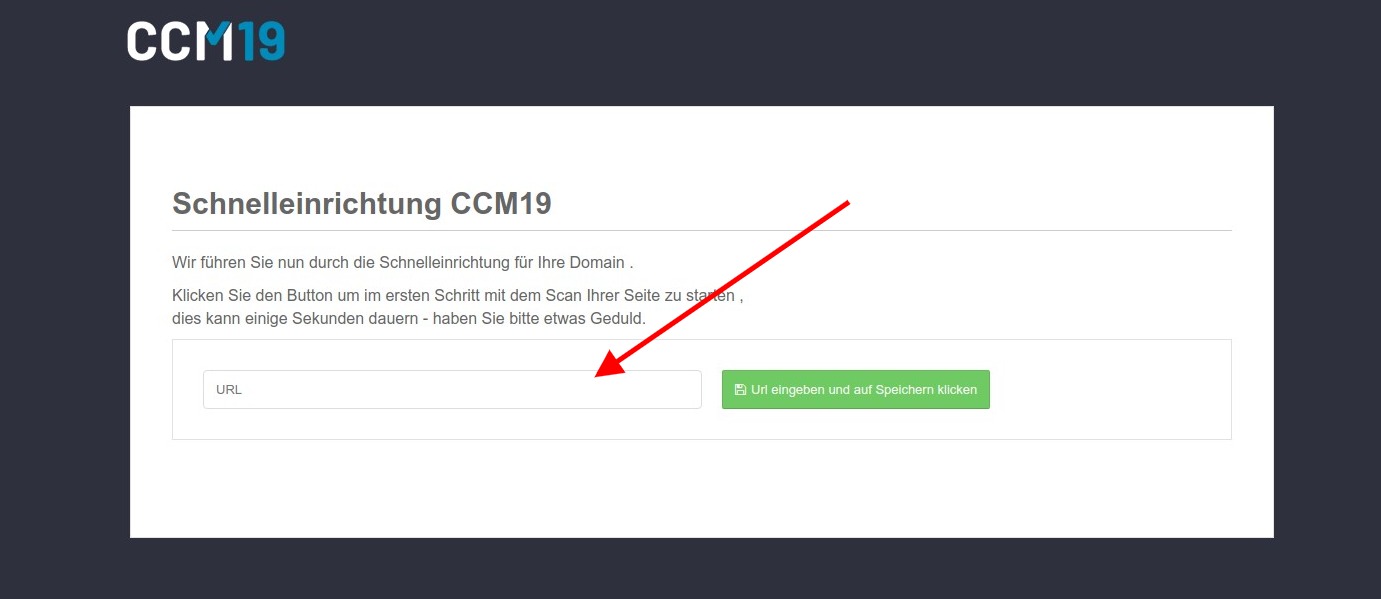 CCM19
Schnelleinrichtung CCM19
Wir führen Sie nun durch die Schnelleinrichtung für Ihre Domain .
Klicken Sie den Button um im ersten Schritt mit dem Scan Ihrer Seite zu starten ,
dies kann einige Sekunden dauern - haben Sie bitte etwas Geduld.
URL
Url eingeben und auf Speichern klicken